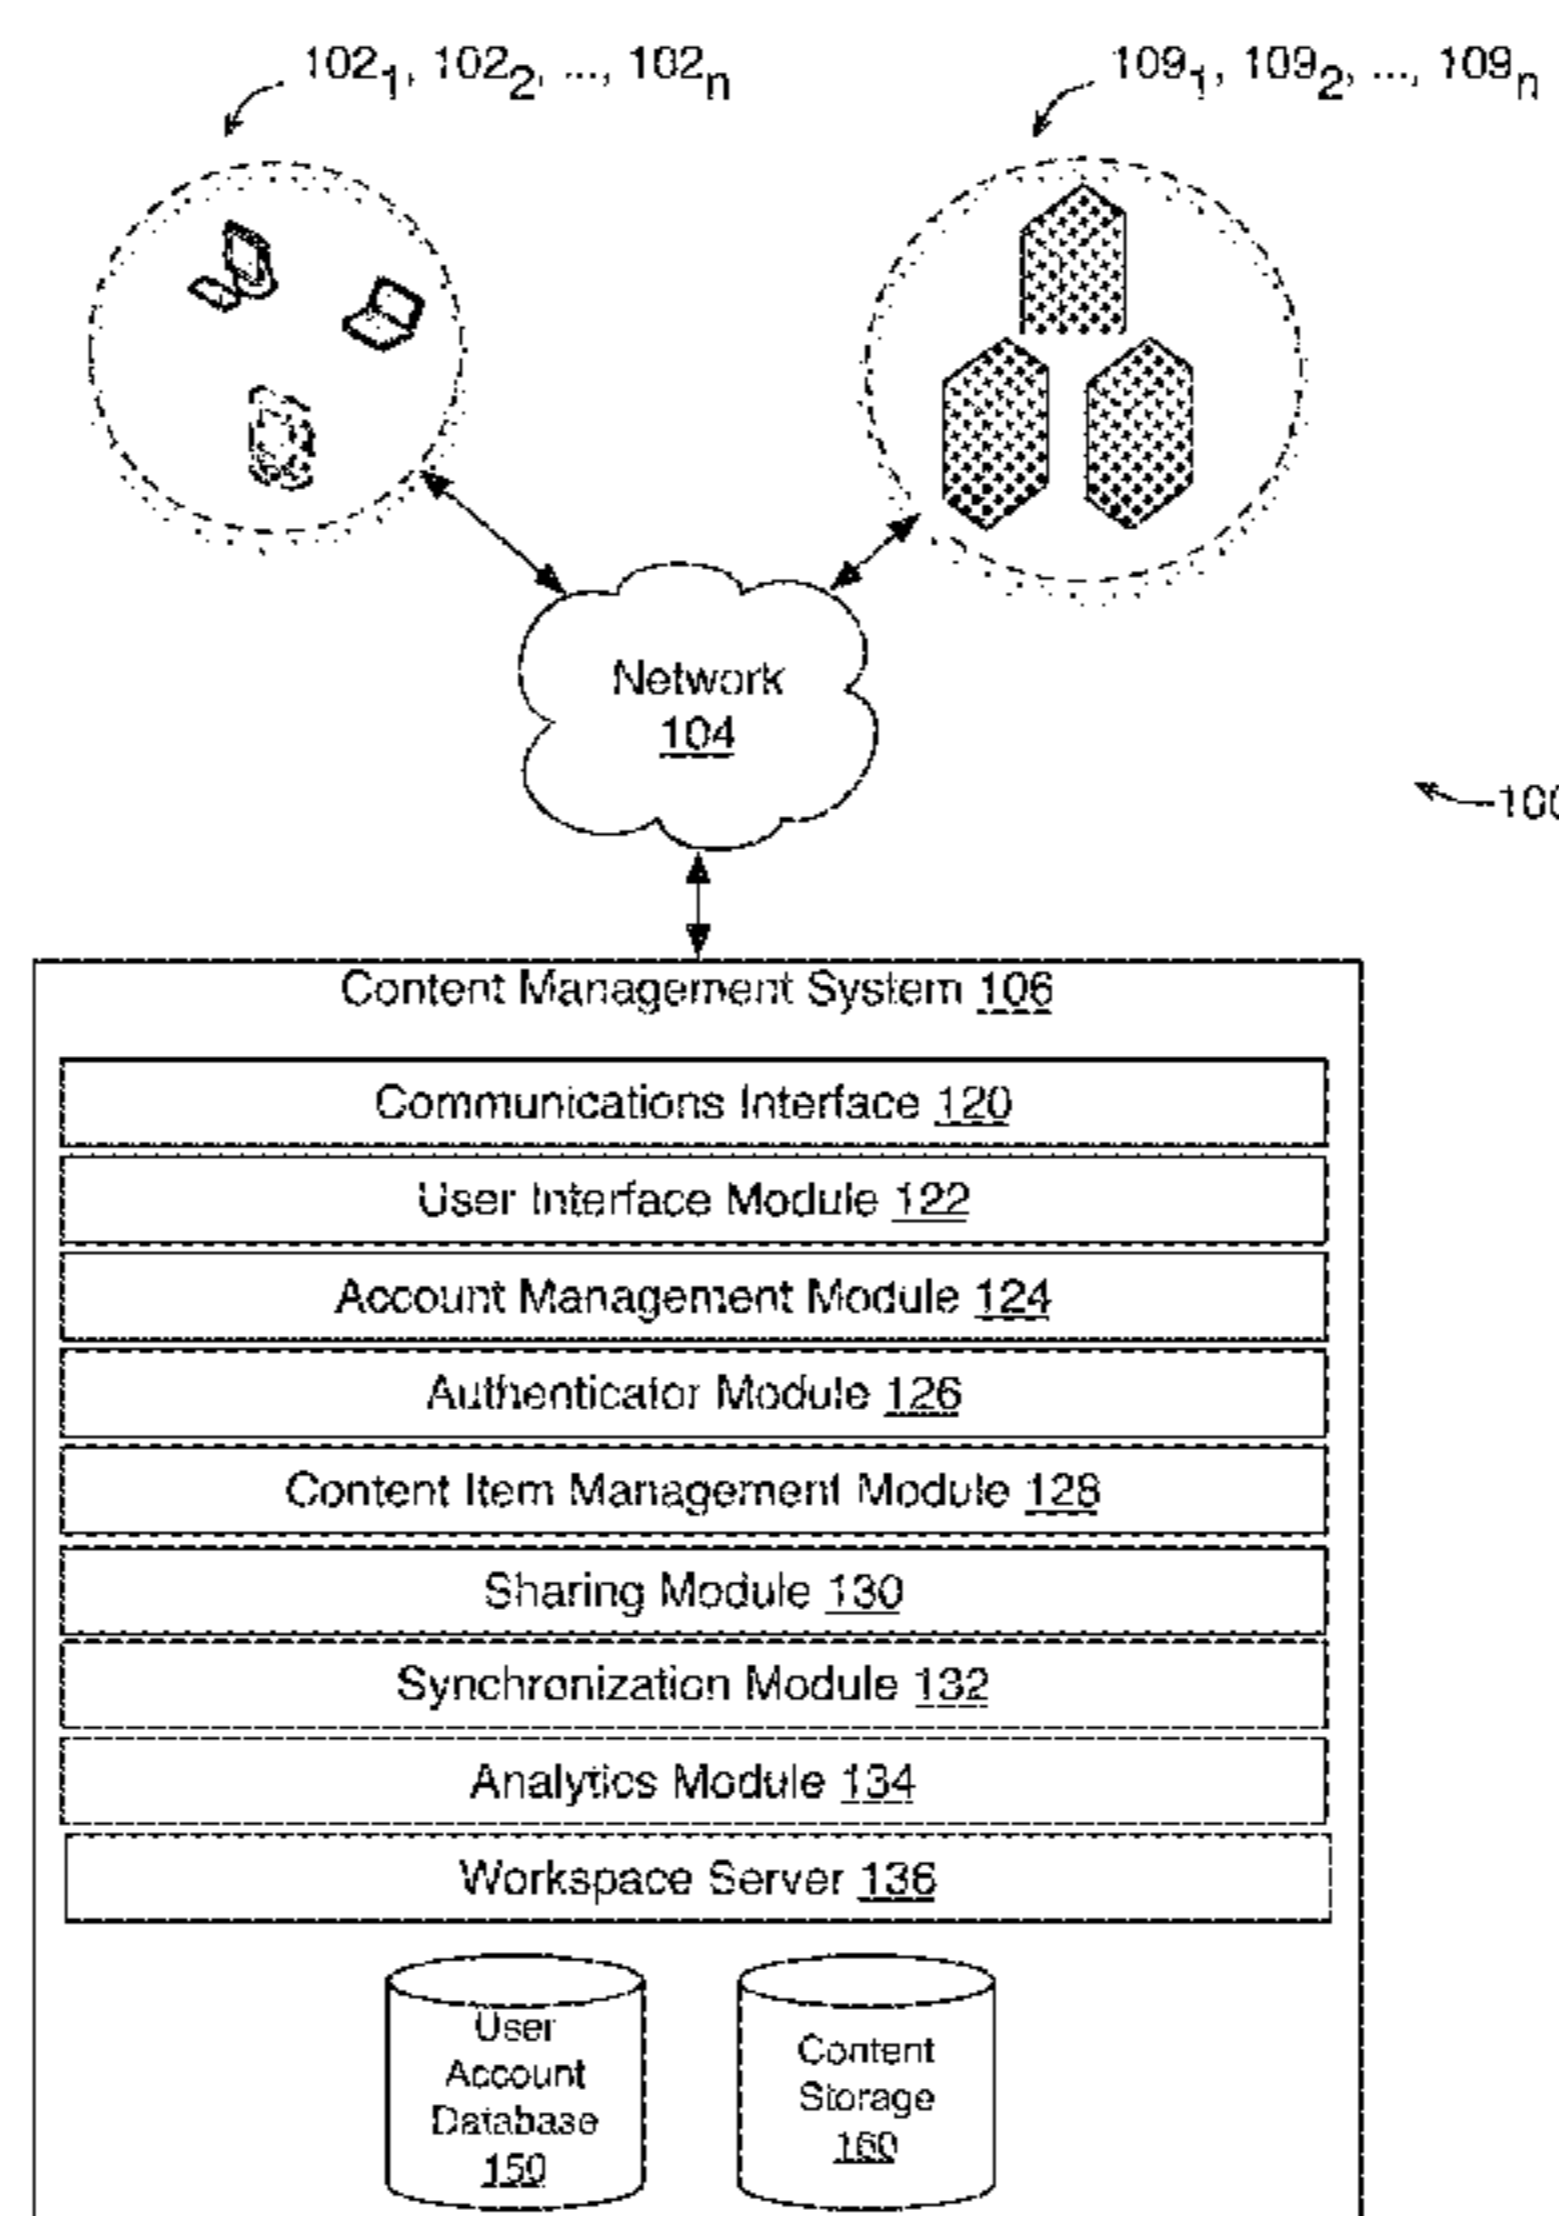 102₁, 102₂, ..., 102ₙ
109₁, 109₂, ..., 109ₙ
Network
104
100
Content Management System 106
Communications Interface 120
User Interface Module 122
Account Management Module 124
Authenticator Module 126
Content Item Management Module 128
Sharing Module 130
Synchronization Module 132
Analytics Module 134
Workspace Server 136
User
Account
Database
150
Content
Storage
160